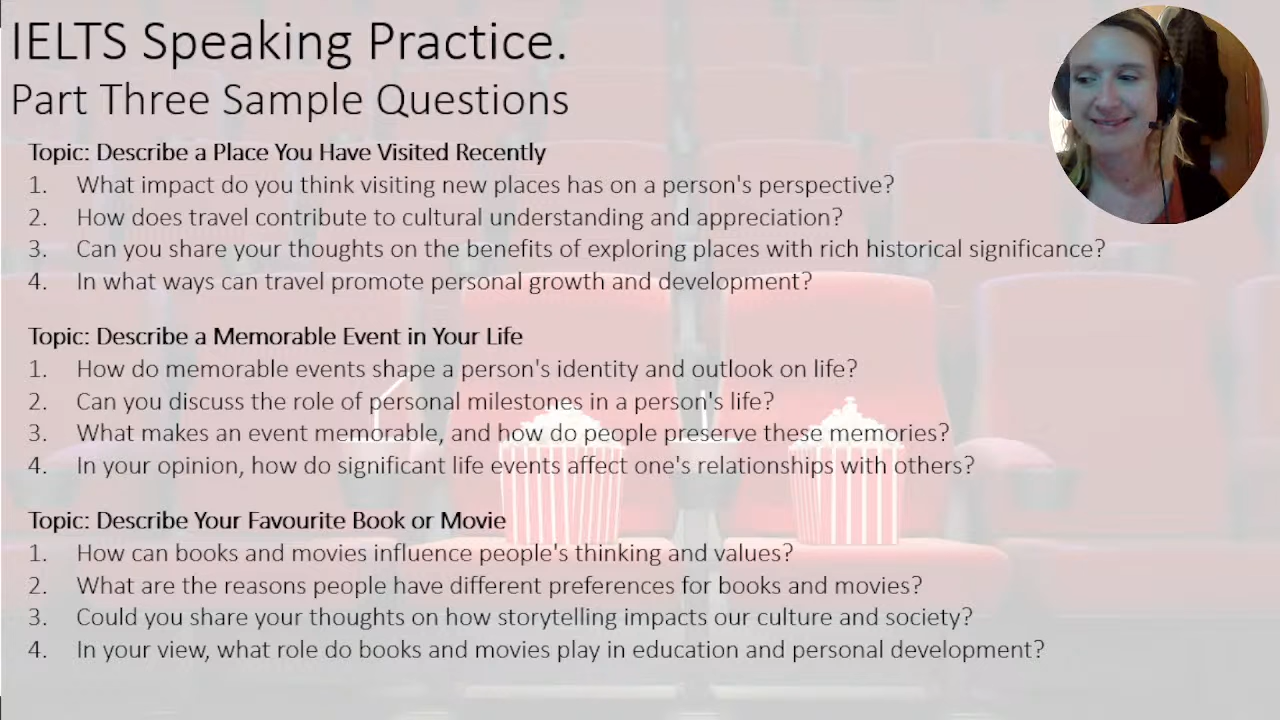 IELTS Speaking Practice.
Part Three Sample Questions
Topic: Describe a Place You Have Visited Recently
1. What impact do you think visiting new places has on a person's perspective?
2. How does travel contribute to cultural understanding and appreciation?
3. Can you share your thoughts on the benefits of exploring places with rich historical significance?
4. In what ways can travel promote personal growth and development?
Topic: Describe a Memorable Event in Your Life
1. How do memorable events shape a person's identity and outlook on life?
2. Can you discuss the role of personal milestones in a person's life?
3. What makes an event memorable, and how do people preserve these memories?
4. In your opinion, how do significant life events affect one's relationships with others?
Topic: Describe Your Favourite Book or Movie
1. How can books and movies influence people's thinking and values?
2. What are the reasons people have different preferences for books and movies?
3. Could you share your thoughts on how storytelling impacts our culture and society?
4. In your view, what role do books and movies play in education and personal development?